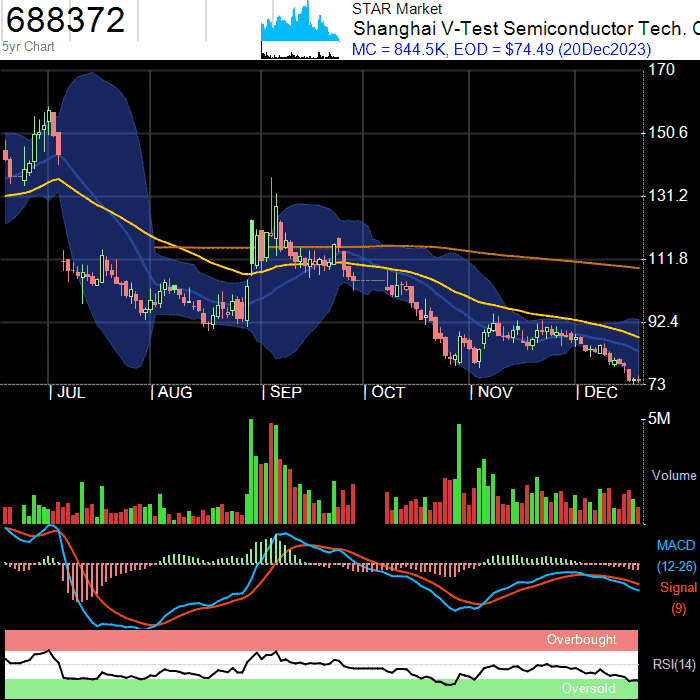 688372
5yr Chart
STAR Market
Shanghai V-Test Semiconductor Tech.
MC = 844.5K, EOD = $74.49 (20Dec2023)
170
150.6
131.2
111.8
92.4
73
JUL AUG SEP OCT NOV DEC
5M
Volume
MACD
(12-26)
Signal
(9)
Overbought
RSI(14)
Oversold